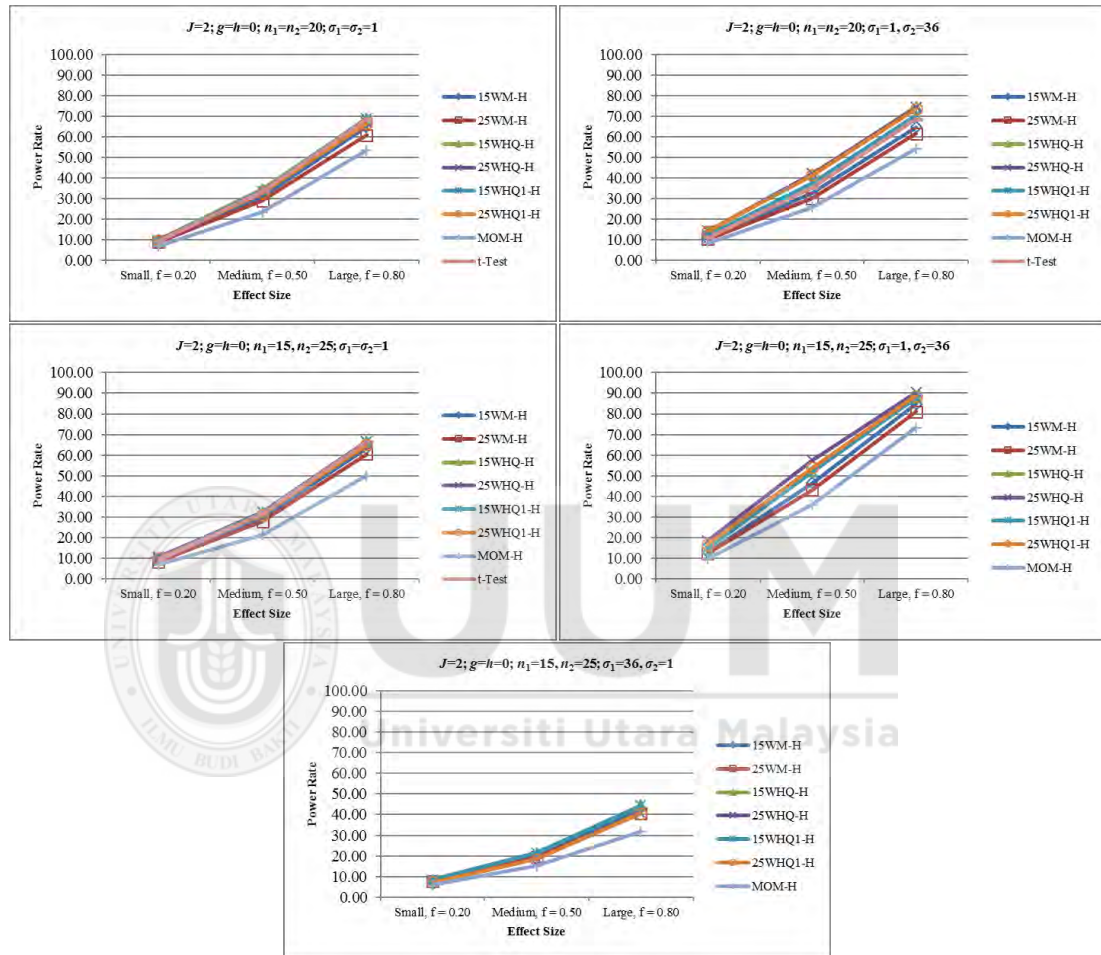 J=2; g=h=0; n1=n2=20; σ1=σ2=1
100.00
90.00
80.00
70.00
60.00
50.00
40.00
30.00
20.00
10.00
0.00
Power Rate
Small, f = 0.20
Medium, f = 0.50
Large, f = 0.80
Effect Size
15WM-H
25WM-H
15WHQ-H
25WHQ-H
15WHQ1-H
25WHQ1-H
MOM-H
t-Test
J=2; g=h=0; n1=n2=20; σ1=1, σ2=36
100.00
90.00
80.00
70.00
60.00
50.00
40.00
30.00
20.00
10.00
0.00
Power Rate
Small, f = 0.20
Medium, f = 0.50
Large, f = 0.80
Effect Size
15WM-H
25WM-H
15WHQ-H
25WHQ-H
15WHQ1-H
25WHQ1-H
MOM-H
t-Test
J=2; g=h=0; n1=15, n2=25; σ1=σ2=1
100.00
90.00
80.00
70.00
60.00
50.00
40.00
30.00
20.00
10.00
0.00
Power Rate
Small, f = 0.20
Medium, f = 0.50
Large, f = 0.80
Effect Size
15WM-H
25WM-H
15WHQ-H
25WHQ-H
15WHQ1-H
25WHQ1-H
MOM-H
t-Test
J=2; g=h=0; n1=15, n2=25; σ1=1, σ2=36
100.00
90.00
80.00
70.00
60.00
50.00
40.00
30.00
20.00
10.00
0.00
Power Rate
Small, f = 0.20
Medium, f = 0.50
Large, f = 0.80
Effect Size
15WM-H
25WM-H
15WHQ-H
25WHQ-H
15WHQ1-H
25WHQ1-H
MOM-H
J=2; g=h=0; n1=15, n2=25; σ1=36, σ2=1
100.00
90.00
80.00
70.00
60.00
50.00
40.00
30.00
20.00
10.00
0.00
Power Rate
Small, f = 0.20
Medium, f = 0.50
Large, f = 0.80
Effect Size
15WM-H
25WM-H
15WHQ-H
25WHQ-H
15WHQ1-H
25WHQ1-H
MOM-H
UUM
Universiti Utara Malaysia
UNIVERSITI UTARA MALAYSIA
ILMU BUDI BAKTI